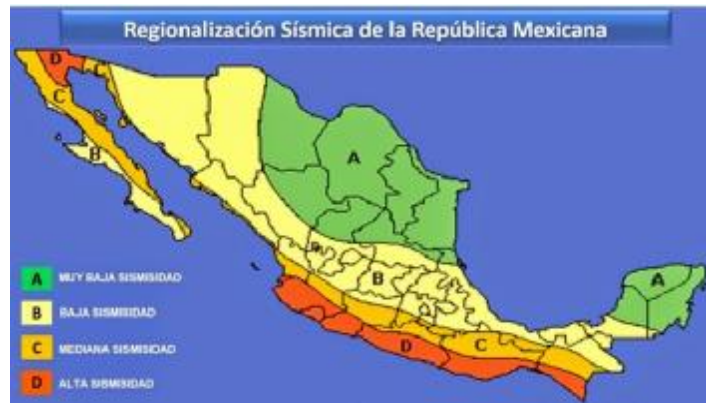 Regionalización Sísmica de la República Mexicana
D
C
C
B
A
A
B
B
C
D
A MUY BAJA SISMISIDAD
B BAJA SISMISIDAD
C MEDIANA SISMISIDAD
D ALTA SISMISIDAD